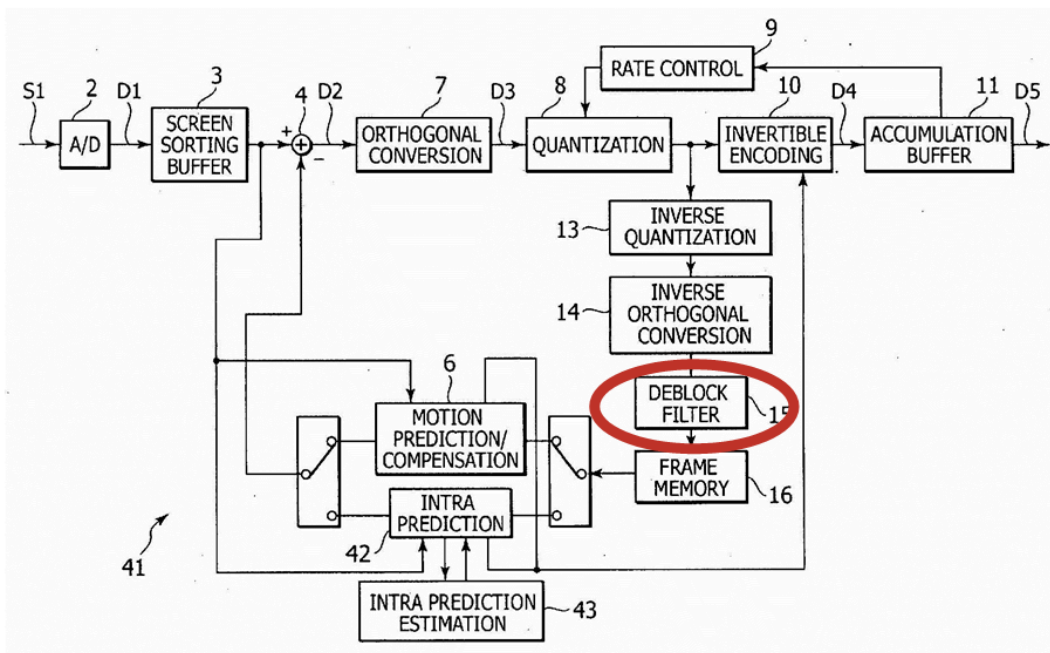 9
RATE CONTROL
S1
2
D1
3
4
D2
7
D3
8
10
D4
11
D5
A/D
SCREEN
SORTING
BUFFER
+
−
ORTHOGONAL
CONVERSION
QUANTIZATION
INVERTIBLE
ENCODING
ACCUMULATION
BUFFER
13
INVERSE
QUANTIZATION
14
INVERSE
ORTHOGONAL
CONVERSION
6
MOTION
PREDICTION/
COMPENSATION
DEBLOCK
FILTER
15
FRAME
MEMORY
16
INTRA
PREDICTION
42
41
INTRA PREDICTION
ESTIMATION
43